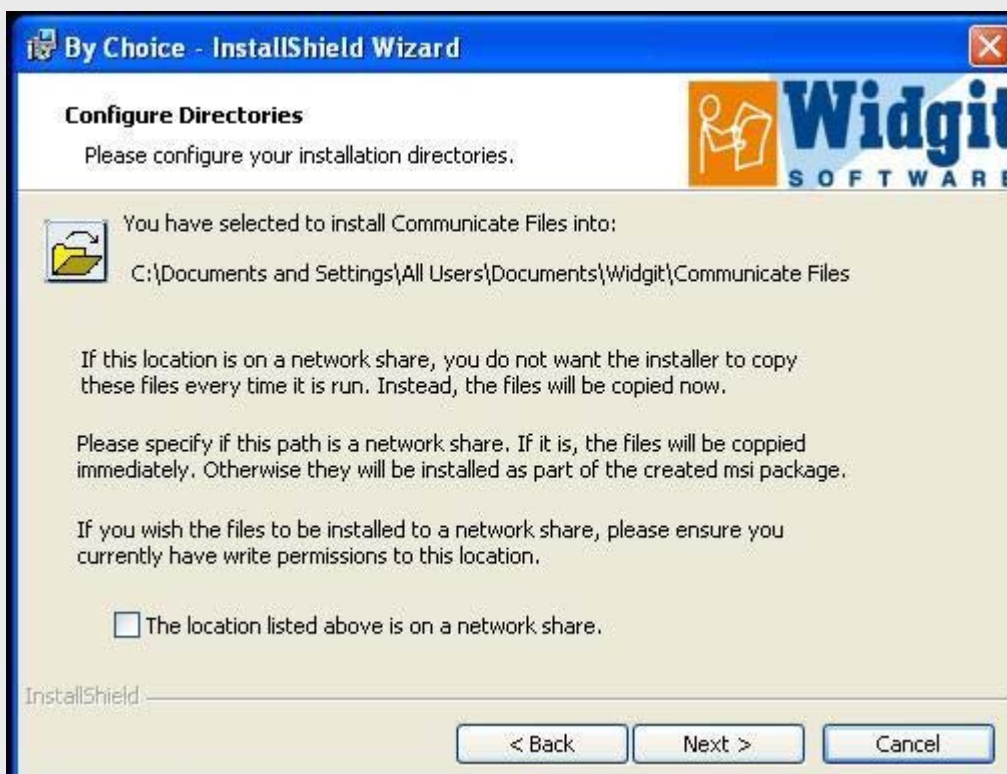 By Choice - InstallShield Wizard
Configure Directories
Please configure your installation directories.
Widgit
SOFTWARE
You have selected to install Communicate Files into:
C:\Documents and Settings\All Users\Documents\Widgit\Communicate Files
If this location is on a network share, you do not want the installer to copy
these files every time it is run. Instead, the files will be copied now.
Please specify if this path is a network share. If it is, the files will be coppied
immediately. Otherwise they will be installed as part of the created msi package.
If you wish the files to be installed to a network share, please ensure you
currently have write permissions to this location.
The location listed above is on a network share.
InstallShield
< Back
Next >
Cancel